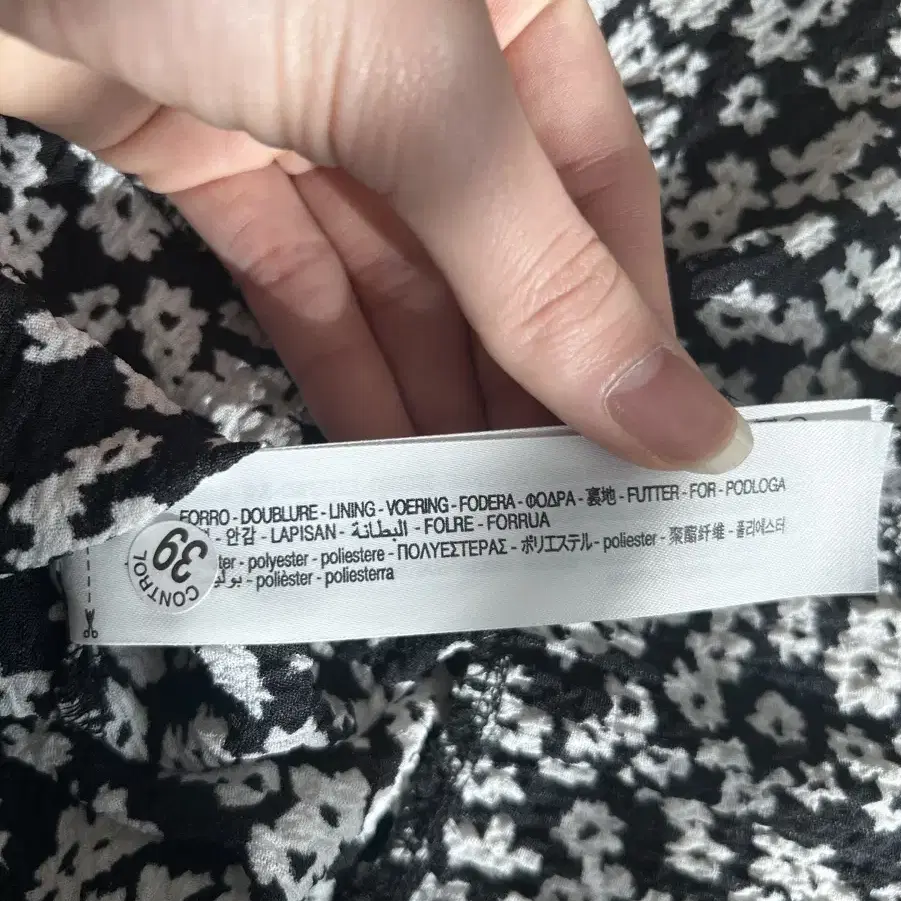 FORRO - DOUBLURE - LINING - VOERING - FODERA - ΦΟΔΡΑ - 裏地 - FUTTER - FOR - PODLOGA
- 안감 - LAPISAN - البطانة - FOLRE - FORRUA
- polyester - poliestere - ΠΟΛΥΕΣΤΕΡΑΣ - ポリエステル - poliester - 聚酯纤维 - 폴리에스터
- polièster - poliesterra
CONTROL
39